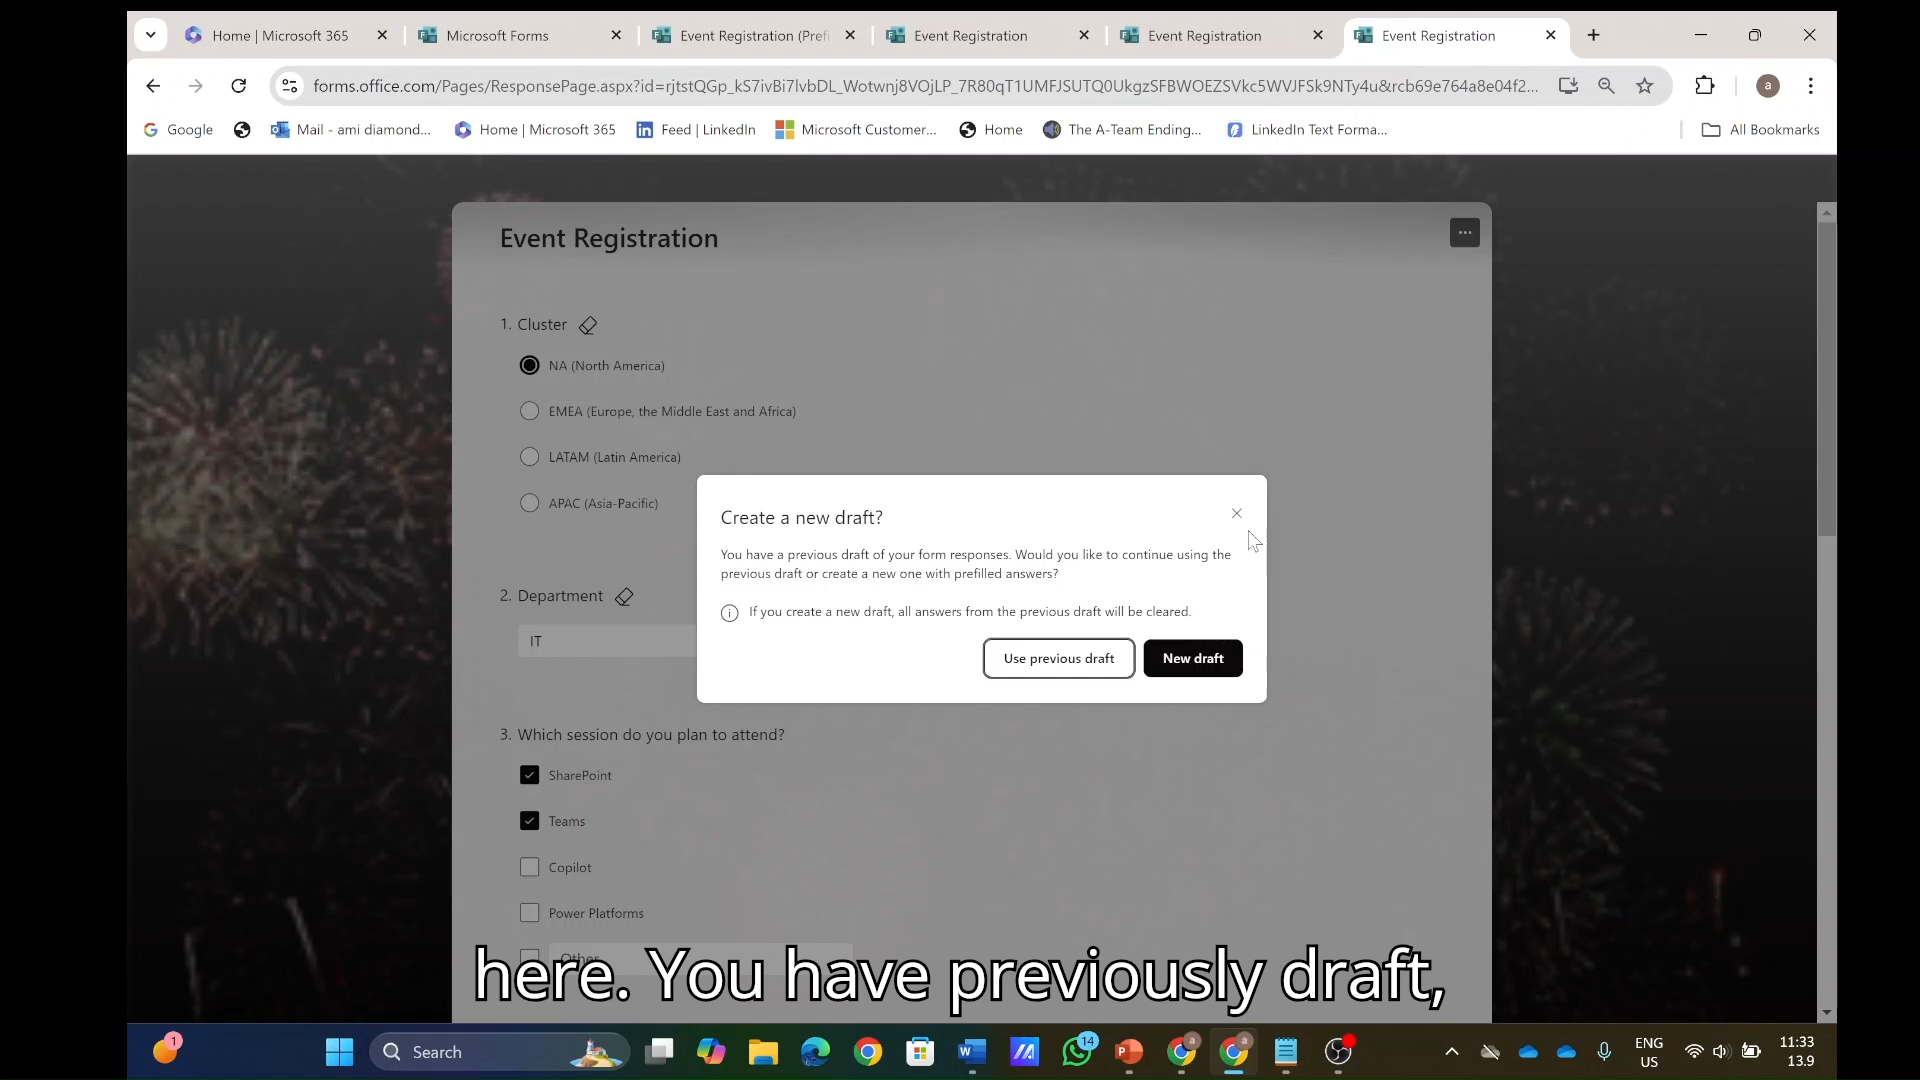 Home | Microsoft 365
Microsoft Forms
Event Registration (Prefi
Event Registration
Event Registration
Event Registration
forms.office.com/Pages/ResponsePage.aspx?id=rjtstQGp_kS7ivBi7lvbDL_Wotwnj8VOjLP_7R80qT1UMFJSUTQ0UkgzSFBWOEZSVkc5WVJFSk9NTy4u&rcb69e764a8e04f2...
a
Google
Mail - ami diamond...
Home | Microsoft 365
Feed | LinkedIn
Microsoft Customer...
Home
The A-Team Ending...
LinkedIn Text Forma...
All Bookmarks
Event Registration
1. Cluster
NA (North America)
EMEA (Europe, the Middle East and Africa)
LATAM (Latin America)
APAC (Asia-Pacific)
Create a new draft?
You have a previous draft of your form responses. Would you like to continue using the
previous draft or create a new one with prefilled answers?
If you create a new draft, all answers from the previous draft will be cleared.
Use previous draft
New draft
2. Department
IT
3. Which session do you plan to attend?
SharePoint
Teams
Copilot
Power Platforms
Other
here. You have previously draft,
1
Search
14
a
a
ENG
US
11:33
13.9